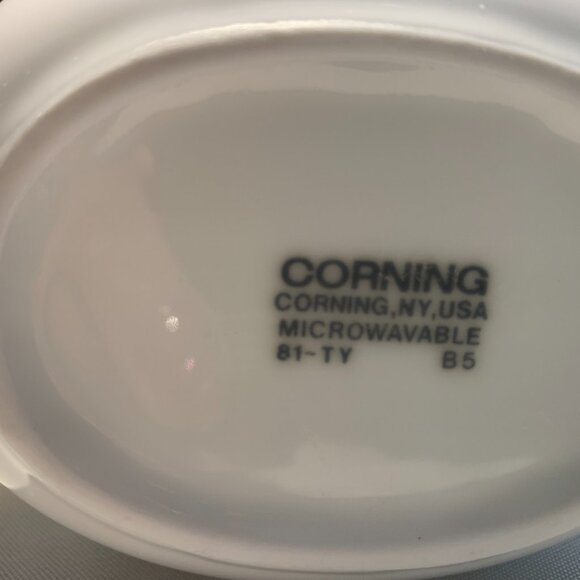 CORNING
CORNING,NY,USA
MICROWAVABLE
81-TY B5